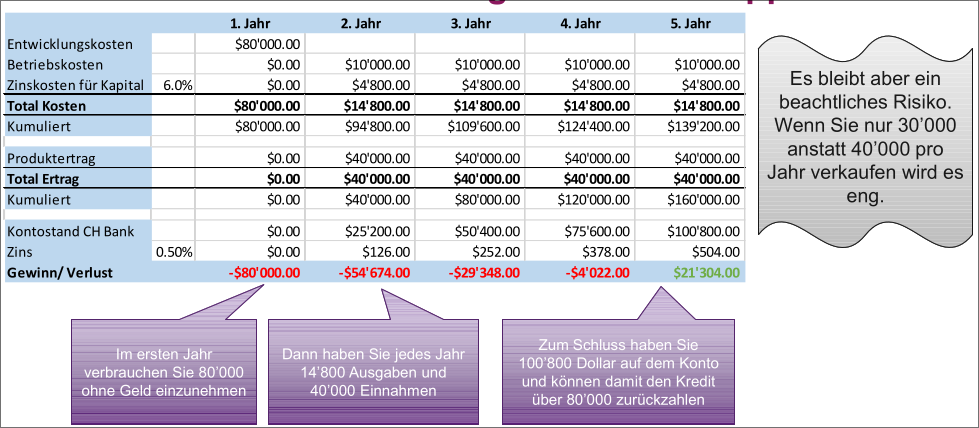 1. Jahr 2. Jahr 3. Jahr 4. Jahr 5. Jahr
Entwicklungskosten $80'000.00
Betriebskosten $0.00 $10'000.00 $10'000.00 $10'000.00 $10'000.00
Zinskosten für Kapital 6.0% $0.00 $4'800.00 $4'800.00 $4'800.00 $4'800.00
Total Kosten $80'000.00 $14'800.00 $14'800.00 $14'800.00 $14'800.00
Kumuliert $80'000.00 $94'800.00 $109'600.00 $124'400.00 $139'200.00
Produktertrag $0.00 $40'000.00 $40'000.00 $40'000.00 $40'000.00
Total Ertrag $0.00 $40'000.00 $40'000.00 $40'000.00 $40'000.00
Kumuliert $0.00 $40'000.00 $80'000.00 $120'000.00 $160'000.00
Kontostand CH Bank $0.00 $25'200.00 $50'400.00 $75'600.00 $100'800.00
Zins 0.50% $0.00 $126.00 $252.00 $378.00 $504.00
Gewinn/ Verlust -$80'000.00 -$54'674.00 -$29'348.00 -$4'022.00 $21'304.00
Es bleibt aber ein
beachtliches Risiko.
Wenn Sie nur 30’000
anstatt 40’000 pro
Jahr verkaufen wird es
eng.
Im ersten Jahr
verbrauchen Sie 80’000
ohne Geld einzunehmen
Dann haben Sie jedes Jahr
14’800 Ausgaben und
40’000 Einnahmen
Zum Schluss haben Sie
100’800 Dollar auf dem Konto
und können damit den Kredit
über 80’000 zurückzahlen